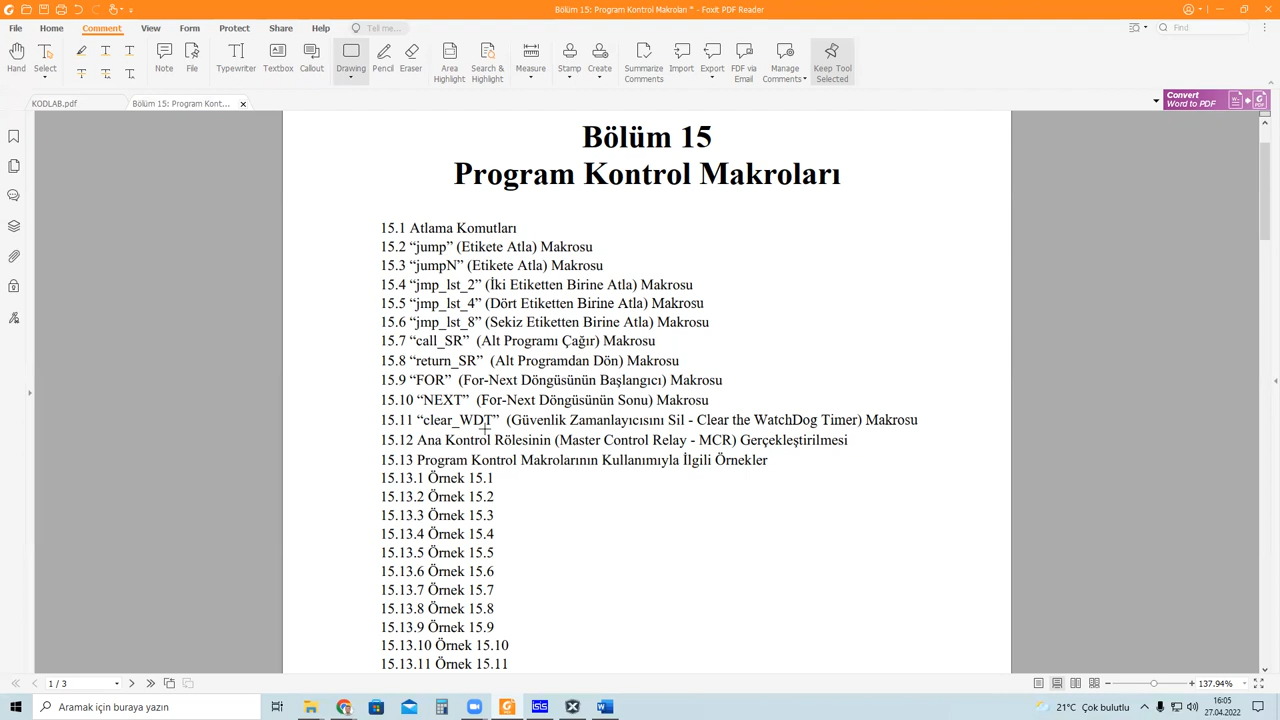 Bölüm 15: Program Kontrol Makroları * - Foxit PDF Reader
File Home Comment View Form Protect Share Help Tell me... Find
Hand Select Note File Typewriter Textbox Callout Drawing Pencil Eraser Area Highlight Search & Highlight Measure Stamp Create Summarize Comments Import Export FDF via Email Manage Comments Keep Tool Selected
KODLAB.pdf Bölüm 15: Program Kont... Convert Word to PDF
Bölüm 15
Program Kontrol Makroları
15.1 Atlama Komutları
15.2 “jump” (Etikete Atla) Makrosu
15.3 “jumpN” (Etikete Atla) Makrosu
15.4 “jmp_lst_2” (İki Etiketten Birine Atla) Makrosu
15.5 “jmp_lst_4” (Dört Etiketten Birine Atla) Makrosu
15.6 “jmp_lst_8” (Sekiz Etiketten Birine Atla) Makrosu
15.7 “call_SR” (Alt Programı Çağır) Makrosu
15.8 “return_SR” (Alt Programdan Dön) Makrosu
15.9 “FOR” (For-Next Döngüsünün Başlangıcı) Makrosu
15.10 “NEXT” (For-Next Döngüsünün Sonu) Makrosu
15.11 “clear_WDT” (Güvenlik Zamanlayıcısını Sil - Clear the WatchDog Timer) Makrosu
15.12 Ana Kontrol Rölesinin (Master Control Relay - MCR) Gerçekleştirilmesi
15.13 Program Kontrol Makrolarının Kullanımıyla İlgili Örnekler
15.13.1 Örnek 15.1
15.13.2 Örnek 15.2
15.13.3 Örnek 15.3
15.13.4 Örnek 15.4
15.13.5 Örnek 15.5
15.13.6 Örnek 15.6
15.13.7 Örnek 15.7
15.13.8 Örnek 15.8
15.13.9 Örnek 15.9
15.13.10 Örnek 15.10
15.13.11 Örnek 15.11
1 / 3 137.94%
Aramak için buraya yazın 21°C Çok bulutlu 16:05
27.04.2022